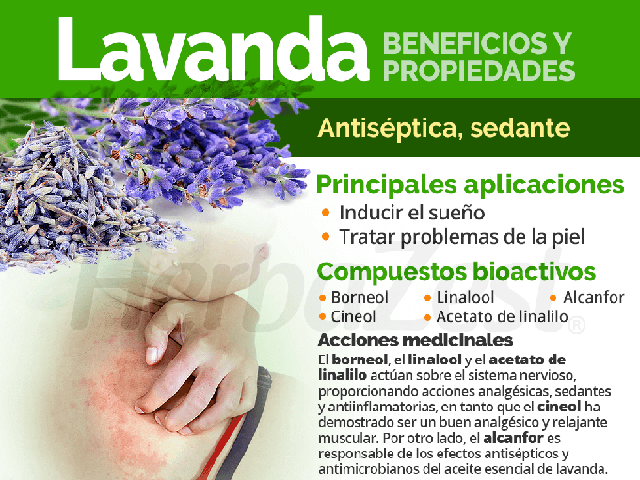 Lavanda BENEFICIOS Y
PROPIEDADES
Antiséptica, sedante
Principales aplicaciones
• Inducir el sueño
• Tratar problemas de la piel
Compuestos bioactivos
• Borneol • Linalool • Alcanfor
• Cineol • Acetato de linalilo
Acciones medicinales
El borneol, el linalool y el acetato de
linalilo actúan sobre el sistema nervioso,
proporcionando acciones analgésicas, sedantes
y antiinflamatorias, en tanto que el cineol ha
demostrado ser un buen analgésico y relajante
muscular. Por otro lado, el alcanfor es
responsable de los efectos antisépticos y
antimicrobianos del aceite esencial de lavanda.
HerbaZest®